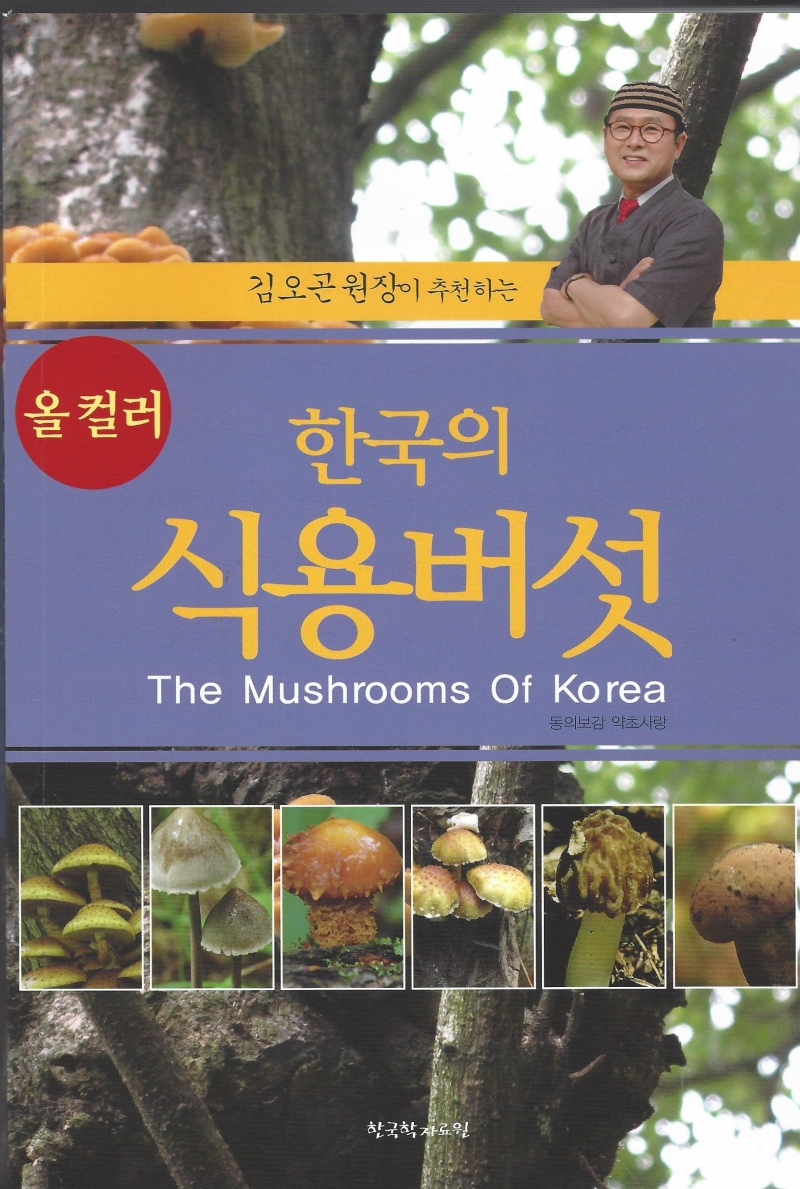 김오곤 원장이 추천하는
올 컬러
한국의
식용버섯
The Mushrooms Of Korea
동의보감 약초사랑
한국학자료원